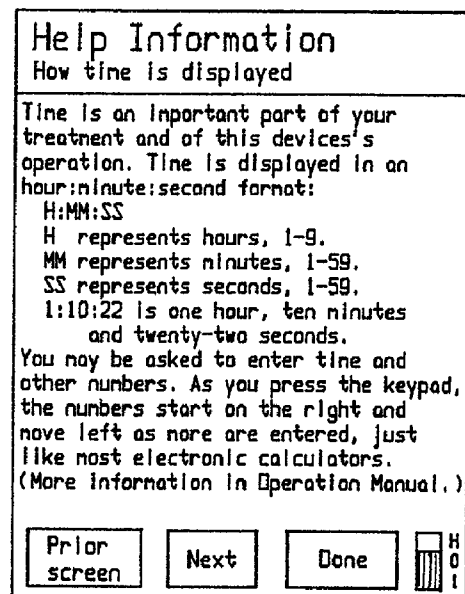 Help Information
How time is displayed
Time is an important part of your
treatment and of this devices's
operation. Time is displayed in an
hour:minute:second format:
H:MM:SS
H represents hours, 1-9.
MM represents minutes, 1-59.
SS represents seconds, 1-59.
1:10:22 is one hour, ten minutes
and twenty-two seconds.
You may be asked to enter time and
other numbers. As you press the keypad,
the numbers start on the right and
move left as more are entered, just
like most electronic calculators.
(More information in Operation Manual.)
Prior
screen
Next
Done
H
O
t